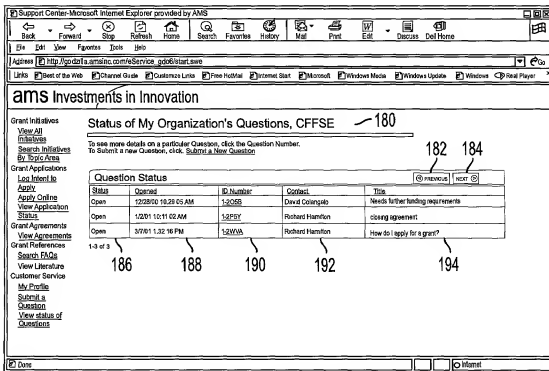 Support Center-Microsoft Internet Explorer provided by AMS
Back Forward Stop Refresh Home Search Favorites History Mail Print Edit Discuss Dell Home
File Edit View Favorites Tools Help
Address http://godzilla.amsinc.com/eService_gdo6/start.swe Go
Links Best of the Web Channel Guide Customize Links Free HotMail Internet Start Microsoft Windows Media Windows Update Windows Real Player
ams Investments in Innovation
Grant Initiatives
View All
Initiatives
Search Initiatives
By Topic Area
Grant Applications
Log Intent to
Apply
Apply Online
View Application
Status
Grant Agreements
View Agreements
Grant References
Search FAQs
View Literature
Customer Service
My Profile
Submit a
Question
View status of
Questions
Status of My Organization's Questions, CFFSE 180
To see more details on a particular Question, click the Question Number.
To Submit a new Question, click. Submit a New Question
182 184
Question Status PREVIOUS NEXT
Status Opened ID Number Contact Title
Open 12/28/00 10.29 05 AM 1-2O5B David Colangelo Needs further funding requirements
Open 1/2/01 10:11 02 AM 1-2P5Y Richard Hamilton closing agreement
Open 3/7/01 1.32 16 PM 1-2WVA Richard Hamilton How do I apply for a grant?
1-3 of 3
186 188 190 192 194
Done Internet